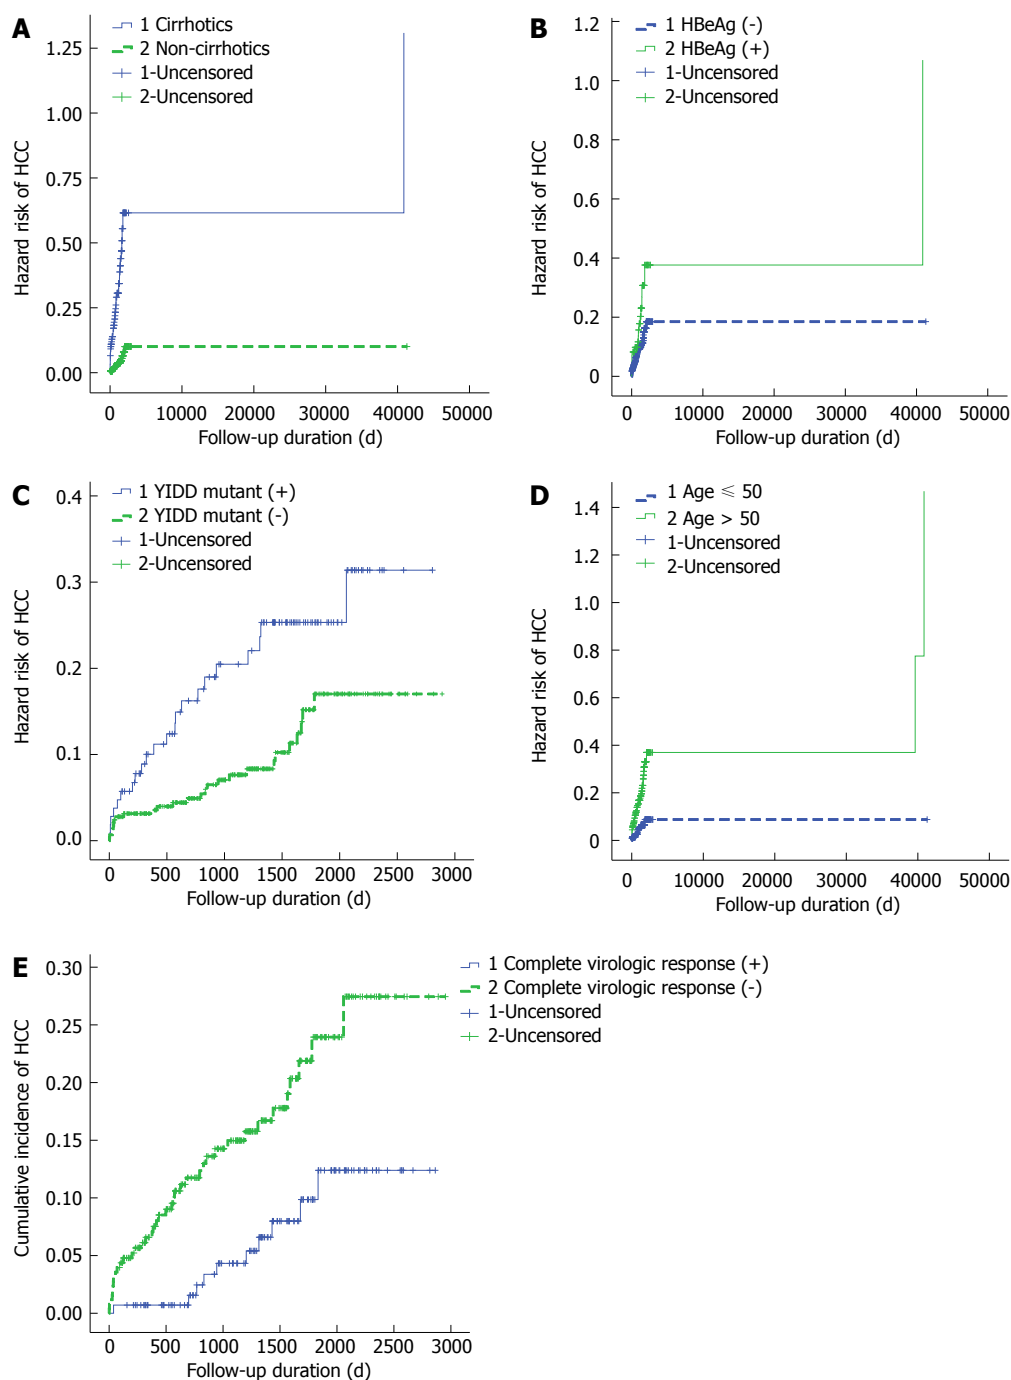 A
1 Cirrhotics
2 Non-cirrhotics
1-Uncensored
2-Uncensored
Hazard risk of HCC
1.25
1.00
0.75
0.50
0.25
0.00
0 10000 20000 30000 40000 50000
Follow-up duration (d)
B
1 HBeAg (-)
2 HBeAg (+)
1-Uncensored
2-Uncensored
Hazard risk of HCC
1.2
1.0
0.8
0.6
0.4
0.2
0
0 10000 20000 30000 40000 50000
Follow-up duration (d)
C
1 YIDD mutant (+)
2 YIDD mutant (-)
1-Uncensored
2-Uncensored
Hazard risk of HCC
0.4
0.3
0.2
0.1
0.0
0 500 1000 1500 2000 2500 3000
Follow-up duration (d)
D
1 Age ⩽ 50
2 Age > 50
1-Uncensored
2-Uncensored
Hazard risk of HCC
1.4
1.2
1.0
0.8
0.6
0.4
0.2
0
0 10000 20000 30000 40000 50000
Follow-up duration (d)
E
1 Complete virologic response (+)
2 Complete virologic response (-)
1-Uncensored
2-Uncensored
Cumulative incidence of HCC
0.30
0.25
0.20
0.15
0.10
0.05
0.00
0 500 1000 1500 2000 2500 3000
Follow-up duration (d)